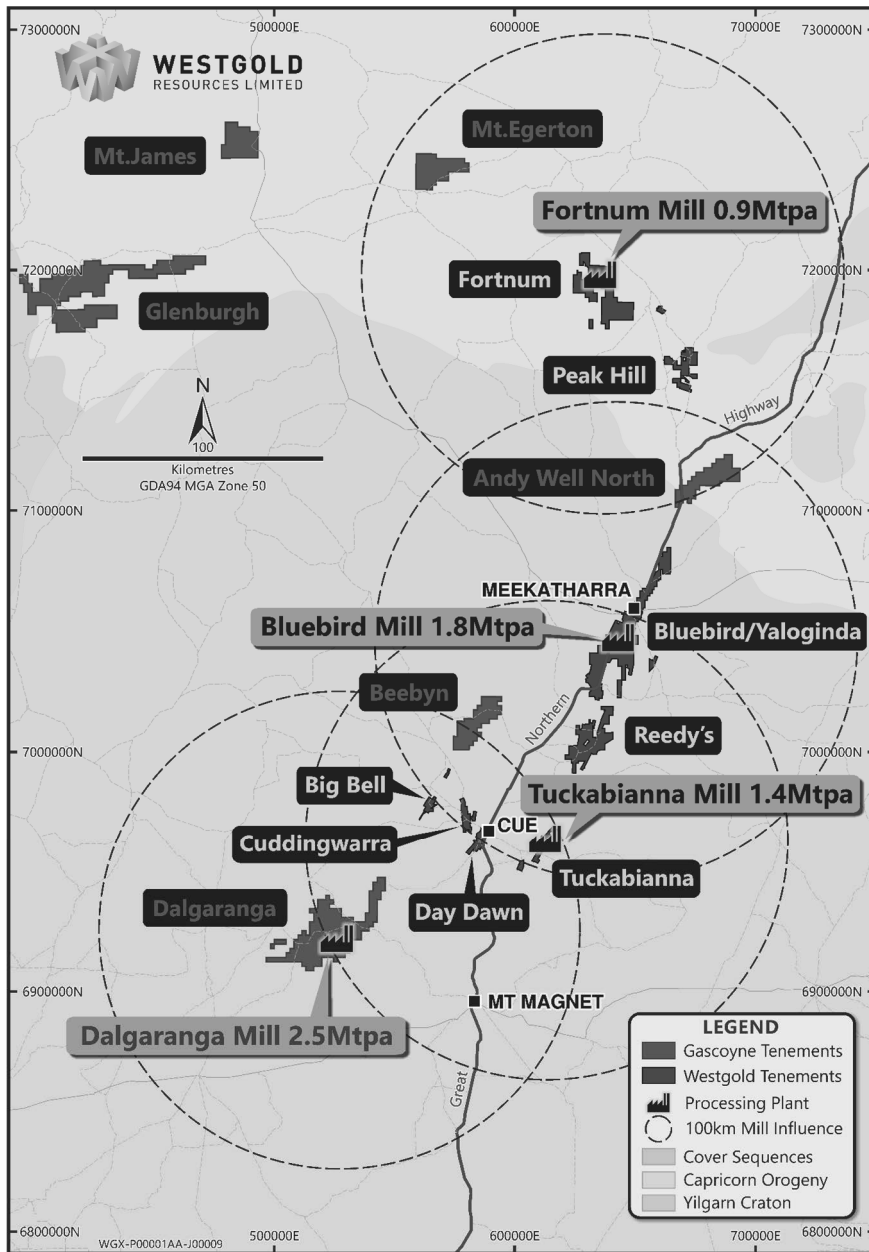 500000E
600000E
700000E
7300000N
7300000N
WESTGOLD
RESOURCES LIMITED
Mt.James
Mt.Egerton
Fortnum Mill 0.9Mtpa
7200000N
7200000N
Fortnum
Glenburgh
Peak Hill
N
100
Kilometres
GDA94 MGA Zone 50
Highway
Andy Well North
7100000N
7100000N
MEEKATHARRA
Bluebird Mill 1.8Mtpa
Bluebird/Yaloginda
Beebyn
Northern
Reedy's
7000000N
7000000N
Big Bell
Tuckabianna Mill 1.4Mtpa
CUE
Cuddingwarra
Tuckabianna
Dalgaranga
Day Dawn
6900000N
6900000N
MT MAGNET
Dalgaranga Mill 2.5Mtpa
Great
LEGEND
Gascoyne Tenements
Westgold Tenements
Processing Plant
100km Mill Influence
Cover Sequences
Capricorn Orogeny
Yilgarn Craton
6800000N
6800000N
WGX-P00001AA-J00009
500000E
600000E
700000E